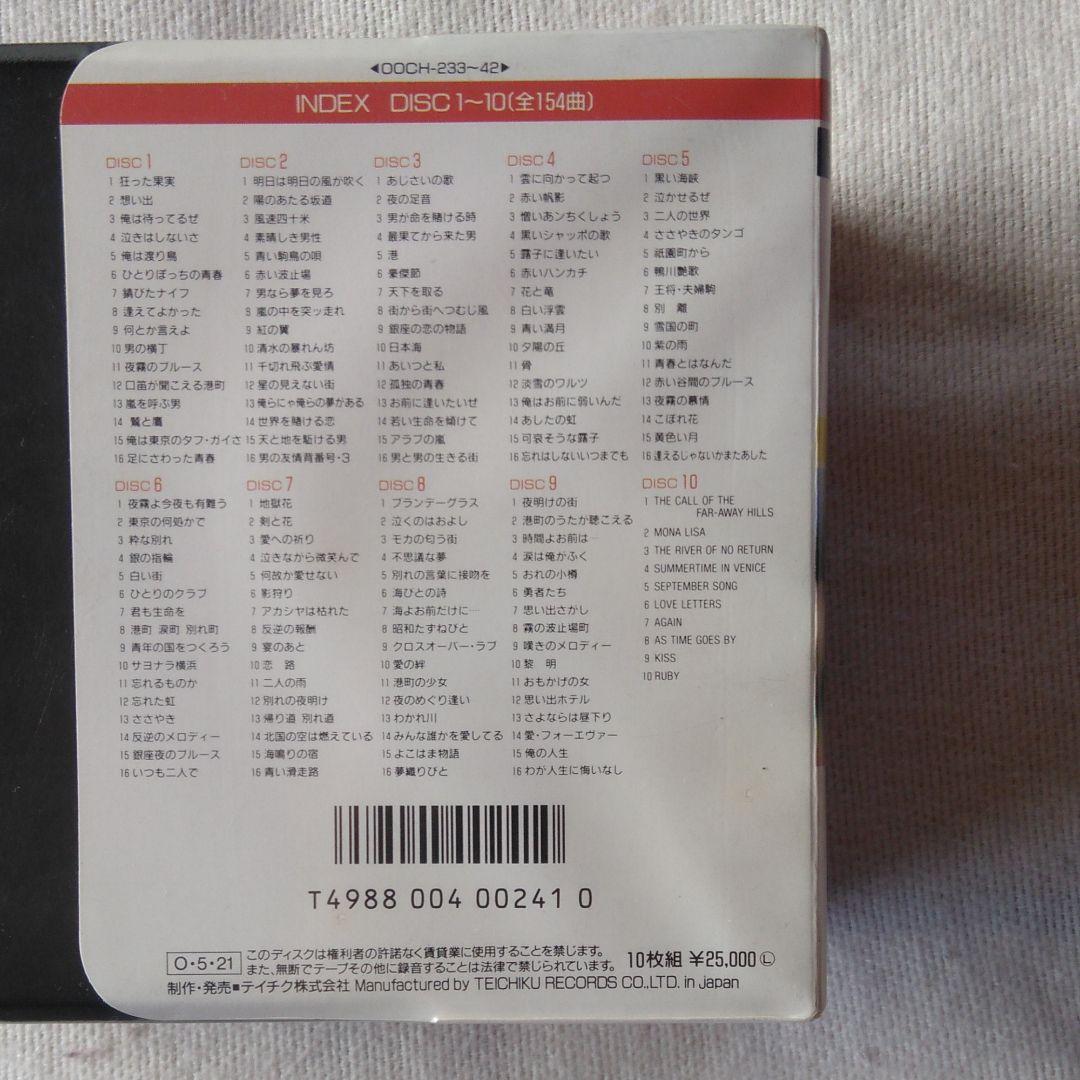 ◀OOCH-233〜42▶
INDEX DISC 1〜10(全154曲)
DISC 1
1 狂った果実
2 想い出
3 俺は待ってるぜ
4 泣きはしないさ
5 俺は渡り鳥
6 ひとりぼっちの青春
7 錆びたナイフ
8 逢えてよかった
9 何とか言えよ
10 男の横丁
11 夜霧のブルース
12 口笛が聞こえる港町
13 嵐を呼ぶ男
14 鷲と鷹
15 俺は東京のタフ・ガイさ
16 足にさわった青春
DISC 2
1 明日は明日の風が吹く
2 陽のあたる坂道
3 風速四十米
4 素晴しき男性
5 青い駒鳥の唄
6 赤い波止場
7 男なら夢を見ろ
8 嵐の中を突ッ走れ
9 紅の翼
10 清水の暴れん坊
11 千切れ飛ぶ愛情
12 星の見えない街
13 俺らにゃ俺らの夢がある
14 世界を賭ける恋
15 天と地を駈ける男
16 男の友情背番号・3
DISC 3
1 あじさいの歌
2 夜の足音
3 男が命を賭ける時
4 最果てから来た男
5 港
6 豪傑節
7 天下を取る
8 街から街へつむじ風
9 銀座の恋の物語
10 日本海
11 あいつと私
12 孤独の青春
13 お前に逢いたいぜ
14 若い生命を傾けて
15 アラブの嵐
16 男と男の生きる街
DISC 4
1 雲に向かって起つ
2 赤い帆影
3 憎いあンちくしょう
4 黒いシャッポの歌
5 露子に逢いたい
6 赤いハンカチ
7 花と竜
8 白い浮雲
9 青い満月
10 夕陽の丘
11 骨
12 淡雪のワルツ
13 俺はお前に弱いんだ
14 あしたの虹
15 可哀そうな露子
16 忘れはしないいつまでも
DISC 5
1 黒い海峡
2 泣かせるぜ
3 二人の世界
4 ささやきのタンゴ
5 祇園町から
6 鴨川艶歌
7 王将・夫婦駒
8 別 離
9 雪国の町
10 紫の雨
11 青春とはなんだ
12 赤い谷間のブルース
13 夜霧の慕情
14 こぼれ花
15 黄色い月
16 逢えるじゃないかまたあした
DISC 6
1 夜霧よ今夜も有難う
2 東京の何処かで
3 粋な別れ
4 銀の指輪
5 白い街
6 ひとりのクラブ
7 君も生命を
8 港町 涙町 別れ町
9 青年の国をつくろう
10 サヨナラ横浜
11 忘れるものか
12 忘れた虹
13 ささやき
14 反逆のメロディー
15 銀座夜のブルース
16 いつも二人で
DISC 7
1 地獄花
2 剣と花
3 愛への祈り
4 泣きながら微笑んで
5 何故か愛せない
6 影狩り
7 アカシヤは枯れた
8 反逆の報酬
9 宴のあと
10 恋 路
11 二人の雨
12 別れの夜明け
13 帰り道 別れ道
14 北国の空は燃えている
15 海鳴りの宿
16 青い滑走路
DISC 8
1 ブランデーグラス
2 泣くのはおよし
3 モカの匂う街
4 不思議な夢
5 別れの言葉に接吻を
6 海ひとの詩
7 海よお前だけに…
8 昭和たずねびと
9 クロスオーバー・ラブ
10 愛の絆
11 港町の少女
12 夜のめぐり逢い
13 わかれ川
14 みんな誰かを愛してる
15 よこはま物語
16 夢織りびと
DISC 9
1 夜明けの街
2 港町のうたが聴こえる
3 時間よお前は…
4 涙は俺がふく
5 おれの小樽
6 勇者たち
7 思い出さがし
8 霧の波止場町
9 嘆きのメロディー
10 黎 明
11 おもかげの女
12 思い出ホテル
13 さよならは昼下り
14 愛・フォーエヴァー
15 俺の人生
16 わが人生に悔いなし
DISC 10
1 THE CALL OF THE
FAR-AWAY HILLS
2 MONA LISA
3 THE RIVER OF NO RETURN
4 SUMMERTIME IN VENICE
5 SEPTEMBER SONG
6 LOVE LETTERS
7 AGAIN
8 AS TIME GOES BY
9 KISS
10 RUBY
T4988 004 00241 0
O・5・21
このディスクは権利者の許諾なく賃貸業に使用することを禁じます。
また、無断でテープその他に録音することは法律で禁じられています。
10枚組 ¥25,000 Ⓛ
制作・発売■テイチク株式会社 Manufactured by TEICHIKU RECORDS CO.,LTD. in Japan